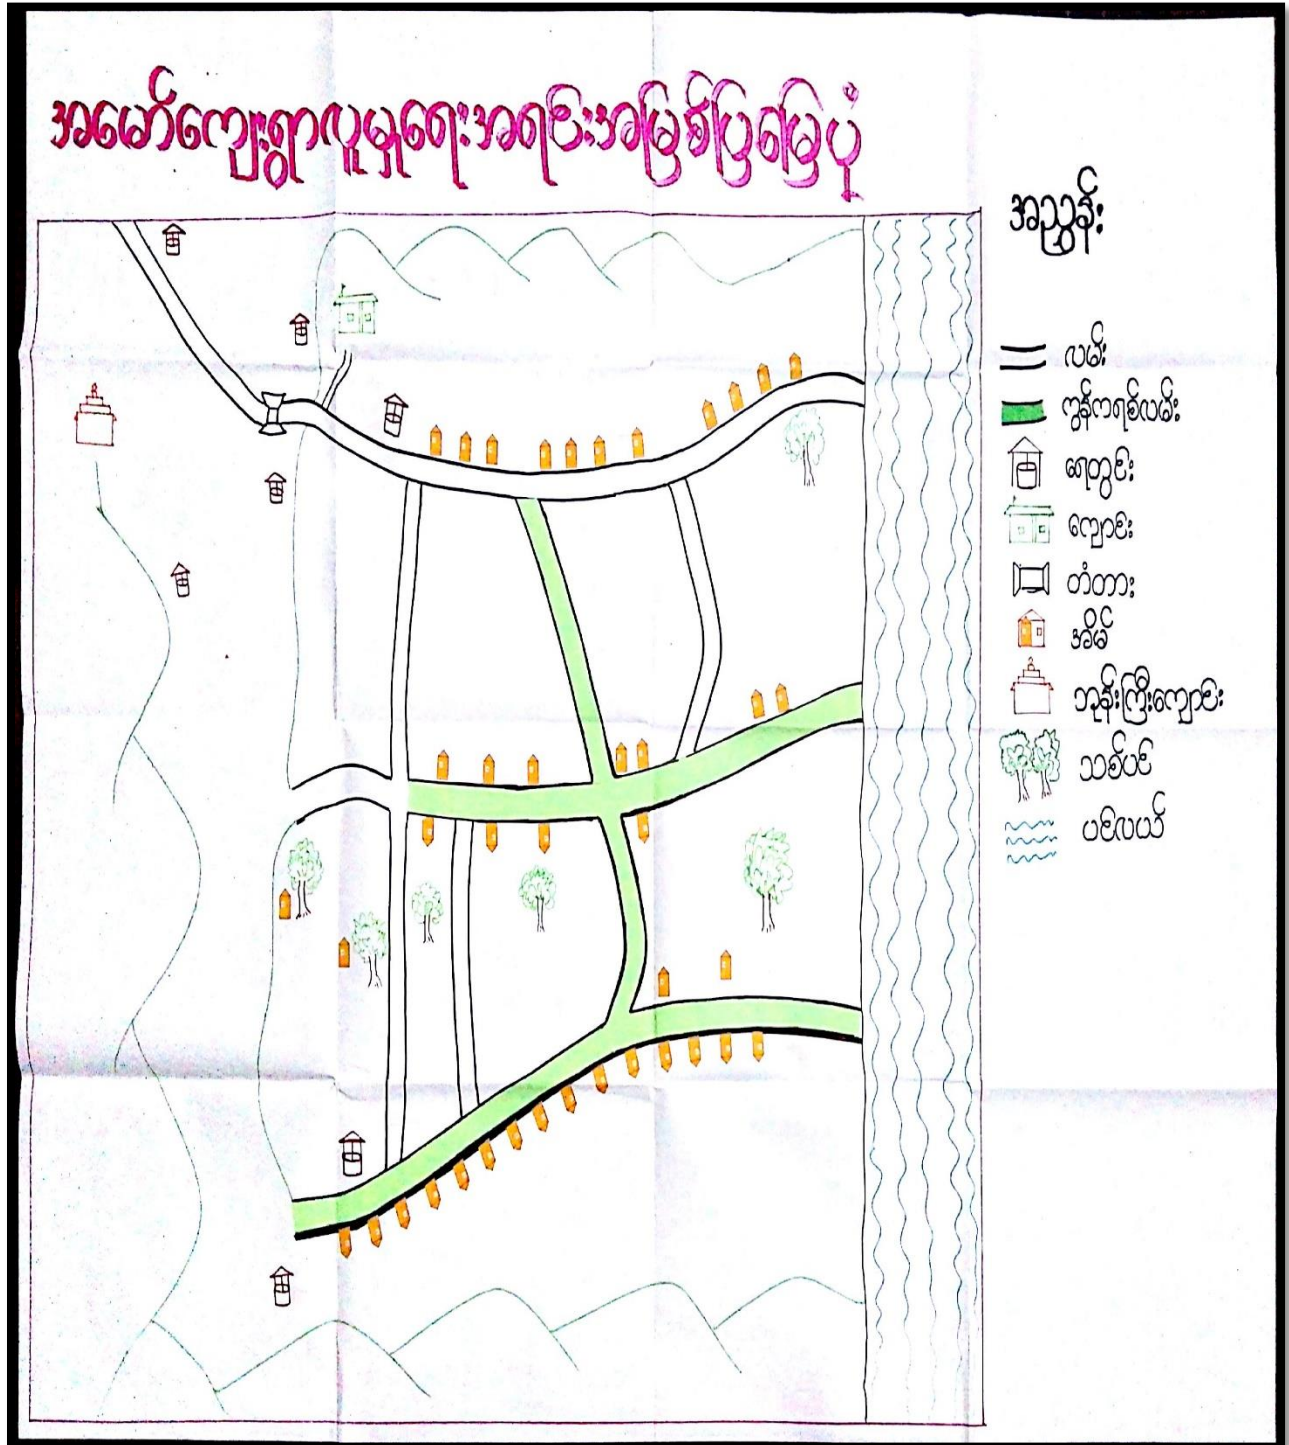 အမော်ကျေးရွာလူမှုရေးအရင်းအမြစ်ပြမြေပုံ
အညွှန်း
လမ်း
ကွန်ကရစ်လမ်း
ရေတွင်း
ကျောင်း
တံတား
အိမ်
ဘုန်းကြီးကျောင်း
သစ်ပင်
ပင်လယ်